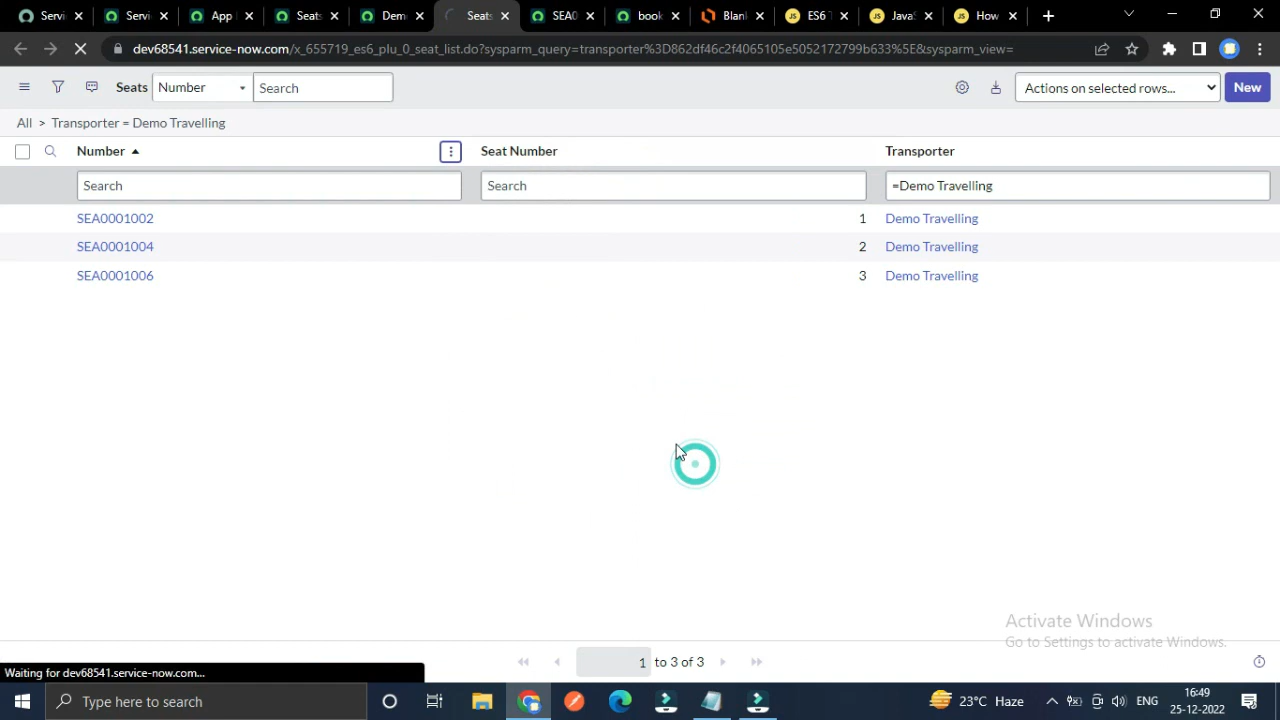 Servi
Servi
App
Seats
Demo
Seats
SEA0
book
Blan
ES6 T
JavaS
How
dev68541.service-now.com/x_655719_es6_plu_0_seat_list.do?sysparm_query=transporter%3D862df46c2f4065105e5052172799b633%5E&sysparm_view=
Seats Number Search Actions on selected rows... New
All > Transporter = Demo Travelling
Number Seat Number Transporter
Search Search =Demo Travelling
SEA0001002 1 Demo Travelling
SEA0001004 2 Demo Travelling
SEA0001006 3 Demo Travelling
Activate Windows
Go to Settings to activate Windows.
1 to 3 of 3
Waiting for dev68541.service-now.com...
Type here to search 23°C Haze ENG 16:49
25-12-2022